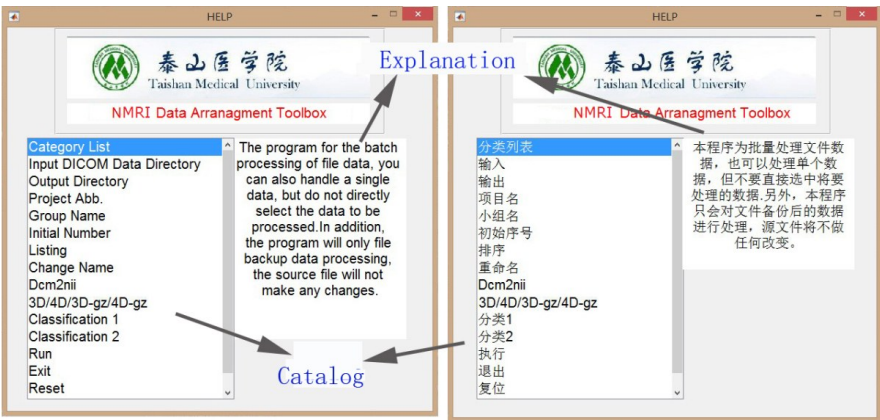 HELP
泰山医学院
Taishan Medical University
NMRI Data Arranagment Toolbox
Category List
Input DICOM Data Directory
Output Directory
Project Abb.
Group Name
Initial Number
Listing
Change Name
Dcm2nii
3D/4D/3D-gz/4D-gz
Classification 1
Classification 2
Run
Exit
Reset
The program for the batch
processing of file data, you
can also handle a single
data, but do not directly
select the data to be
processed.In addition,
the program will only file
backup data processing,
the source file will not
make any changes.
Explanation
Catalog
HELP
泰山医学院
Taishan Medical University
NMRI Data Arranagment Toolbox
分类列表
输入
输出
项目名
小组名
初始序号
排序
重命名
Dcm2nii
3D/4D/3D-gz/4D-gz
分类1
分类2
执行
退出
复位
本程序为批量处理文件数
据，也可以处理单个数
据，但不要直接选中将要
处理的数据.另外，本程序
只会对文件备份后的数据
进行处理，源文件将不做
任何改变。